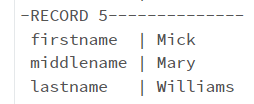 -RECORD 5--------------
firstname  | Mick
middlename | Mary
lastname   | Williams